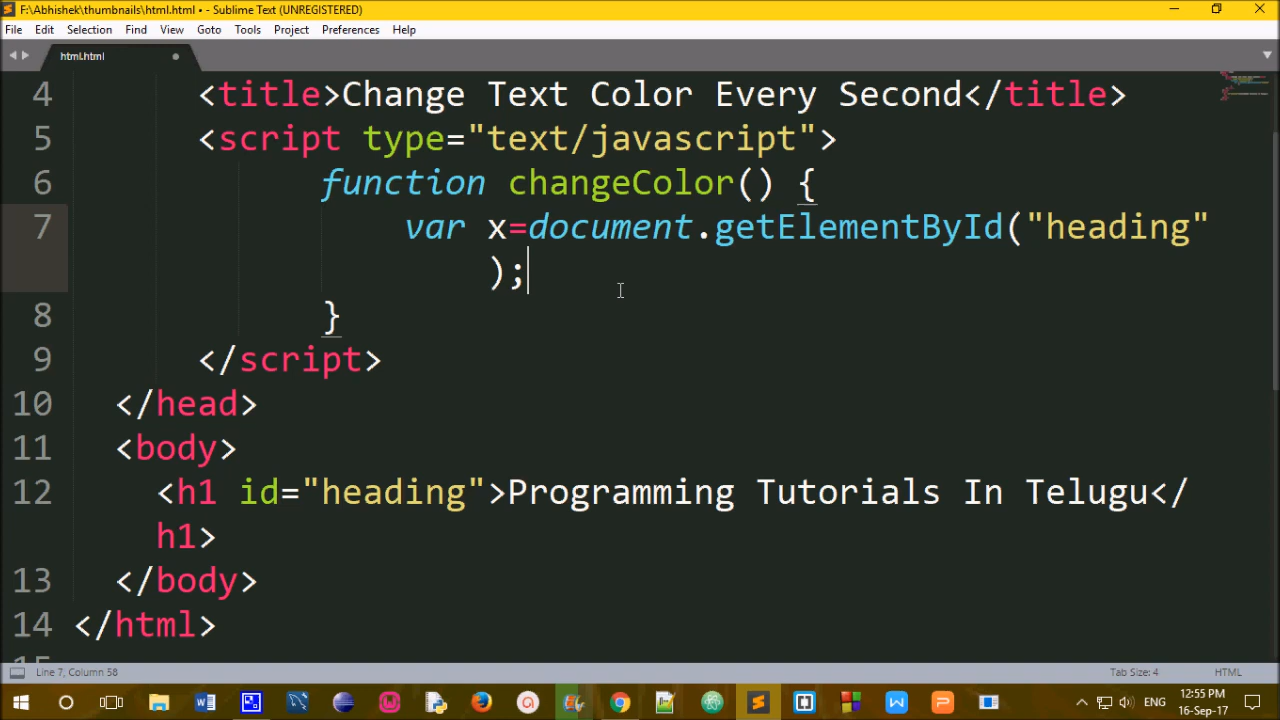 F:\Abhishek\thumbnails\html.html • - Sublime Text (UNREGISTERED)
File Edit Selection Find View Goto Tools Project Preferences Help
html.html
4 <title>Change Text Color Every Second</title>
5 <script type="text/javascript">
6 function changeColor() {
7 var x=document.getElementById("heading"
);
8 }
9 </script>
10 </head>
11 <body>
12 <h1 id="heading">Programming Tutorials In Telugu</
h1>
13 </body>
14 </html>
15
Line 7, Column 58 Tab Size: 4 HTML
ENG 12:55 PM
16-Sep-17